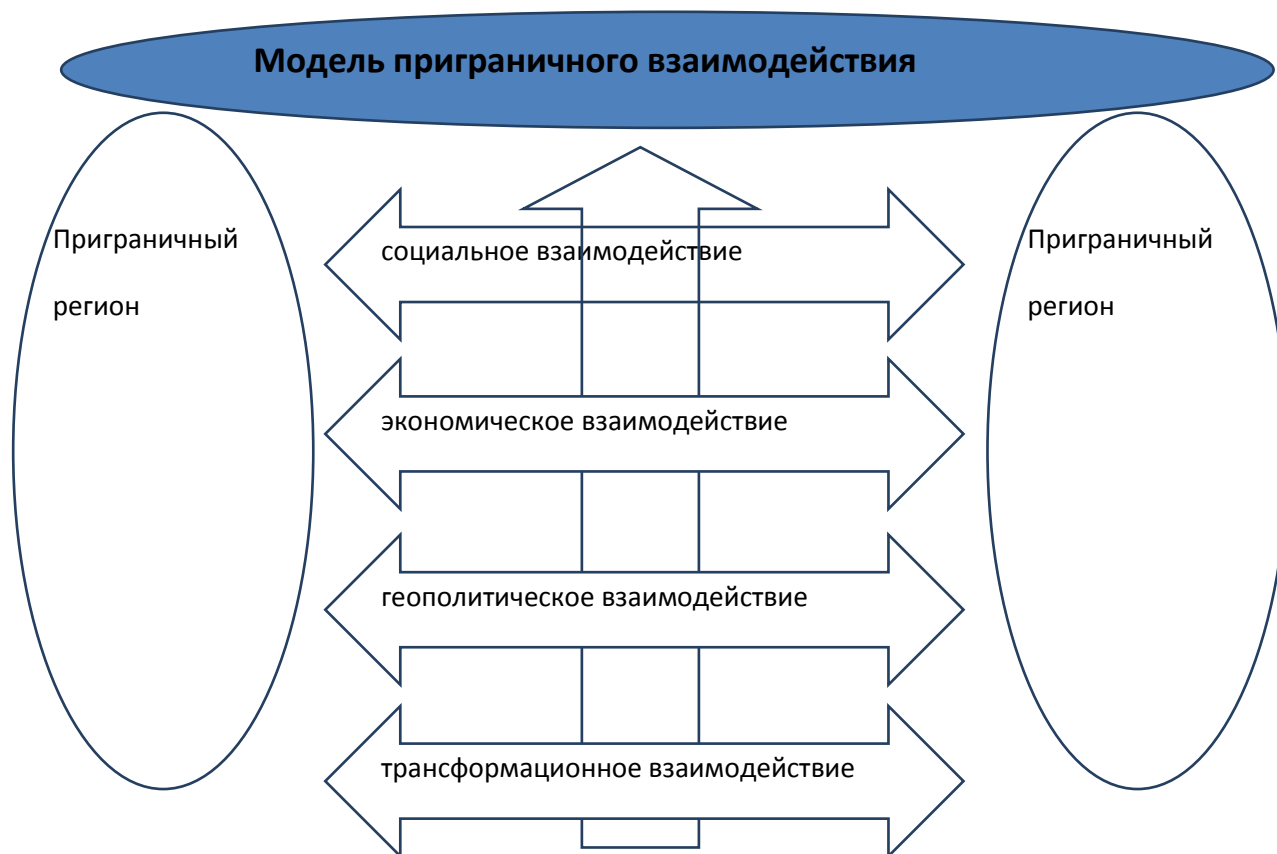 Модель приграничного взаимодействия
Приграничный
регион
социальное взаимодействие
экономическое взаимодействие
геополитическое взаимодействие
трансформационное взаимодействие
Приграничный
регион